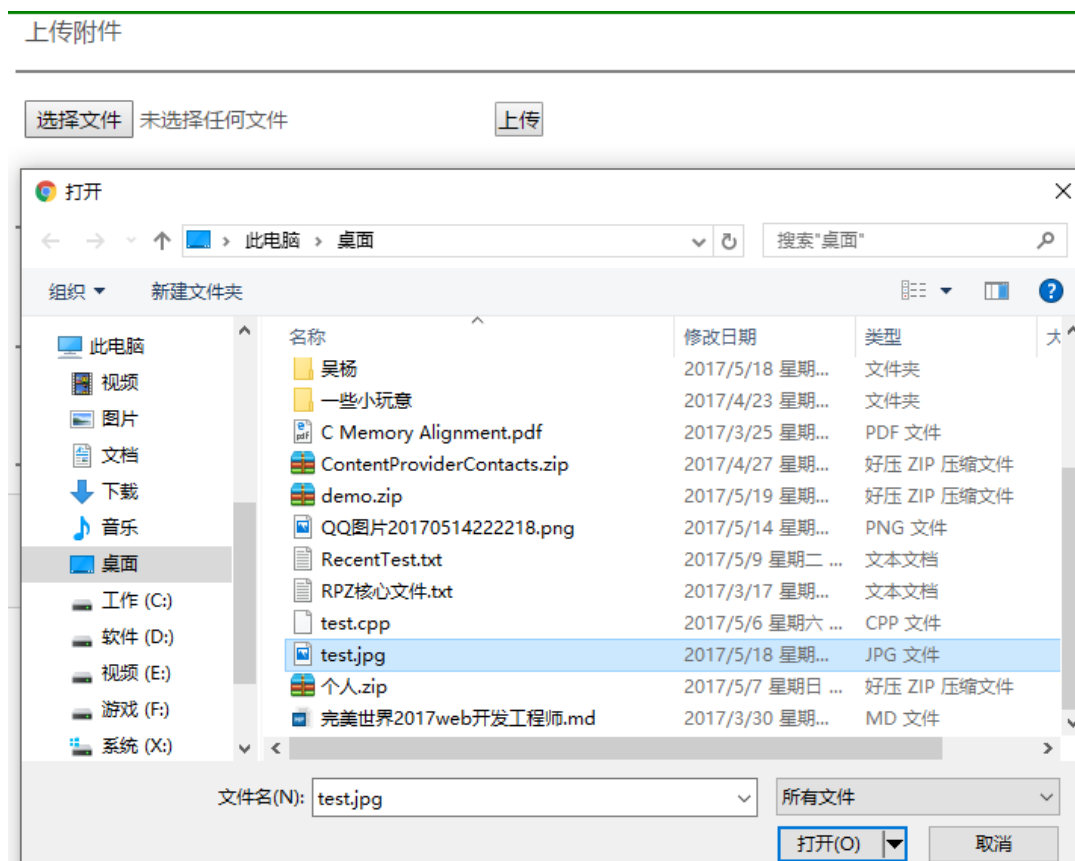 上传附件
选择文件 未选择任何文件 上传
打开
此电脑 › 桌面 搜索"桌面"
组织 新建文件夹
名称 修改日期 类型 大
此电脑
视频
图片
文档
下载
音乐
桌面
工作 (C:)
软件 (D:)
视频 (E:)
游戏 (F:)
系统 (X:)
吴杨 2017/5/18 星期... 文件夹
一些小玩意 2017/4/23 星期... 文件夹
C Memory Alignment.pdf 2017/3/25 星期... PDF 文件
ContentProviderContacts.zip 2017/4/27 星期... 好压 ZIP 压缩文件
demo.zip 2017/5/19 星期... 好压 ZIP 压缩文件
QQ图片20170514222218.png 2017/5/14 星期... PNG 文件
RecentTest.txt 2017/5/9 星期二 ... 文本文档
RPZ核心文件.txt 2017/3/17 星期... 文本文档
test.cpp 2017/5/6 星期六 ... CPP 文件
test.jpg 2017/5/18 星期... JPG 文件
个人.zip 2017/5/7 星期日 ... 好压 ZIP 压缩文件
完美世界2017web开发工程师.md 2017/3/30 星期... MD 文件
文件名(N): test.jpg 所有文件
打开(O) 取消